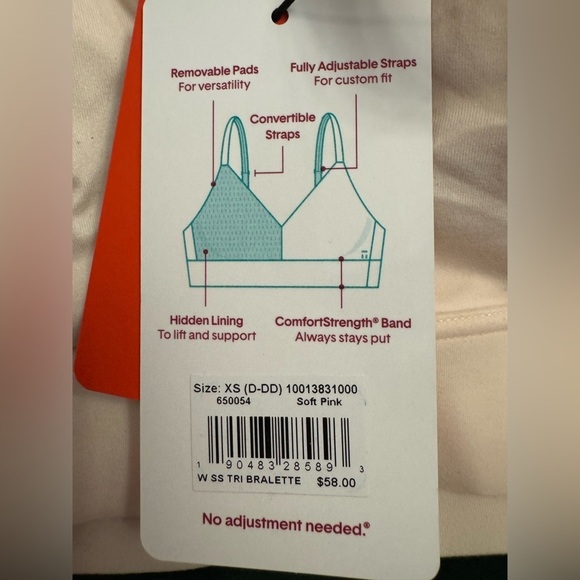 Removable Pads
For versatility
Fully Adjustable Straps
For custom fit
Convertible
Straps
Hidden Lining
To lift and support
ComfortStrength® Band
Always stays put
Size: XS (D-DD) 10013831000
650054 Soft Pink
1 90483 28589 3
W SS TRI BRALETTE $58.00
No adjustment needed.®